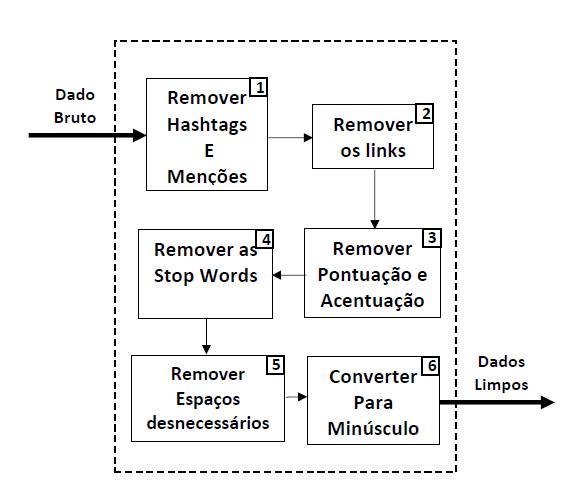 Dado
Bruto
1
Remover
Hashtags
E
Menções
2
Remover
os links
3
Remover
Pontuação e
Acentuação
4
Remover as
Stop Words
5
Remover
Espaços
desnecessários
6
Converter
Para
Minúsculo
Dados
Limpos